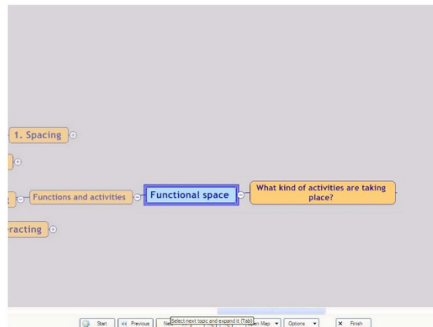 1. Spacing
Functions and activities
Functional space
What kind of activities are taking
place?
racting
Select next topic and expand it (Tab)
Start
Previous
Map
Options
Finish